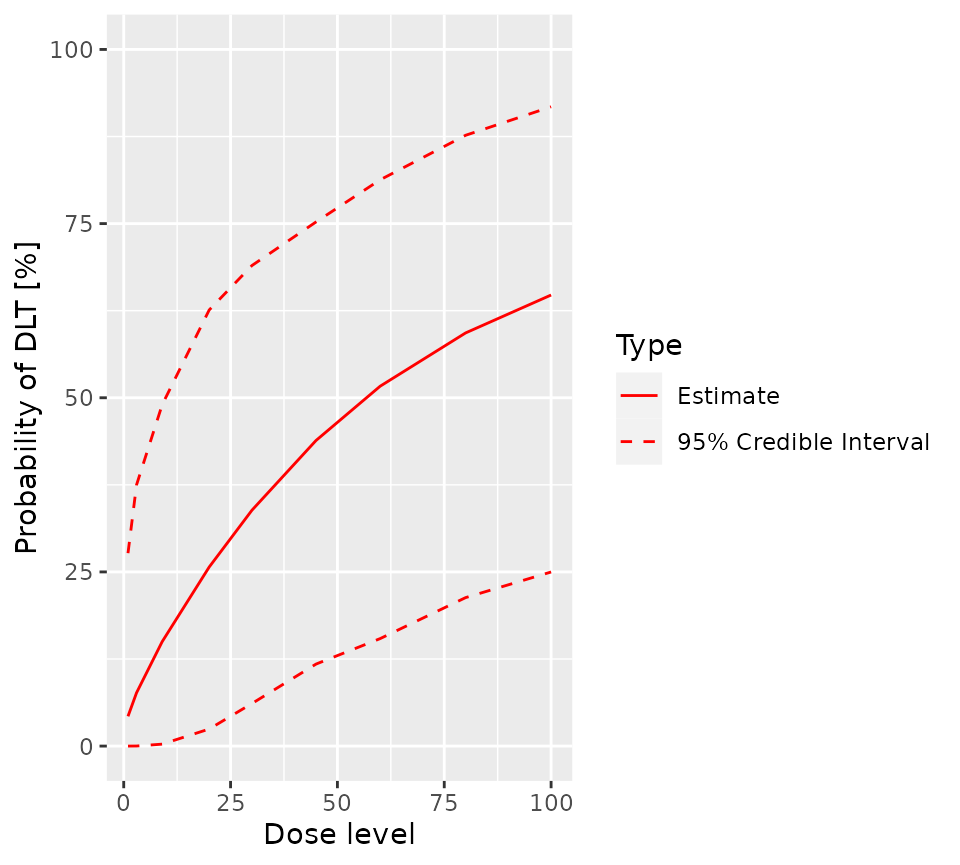 100
75
50
25
0
Probability of DLT [%]
0 25 50 75 100
Dose level
Type
Estimate
95% Credible Interval